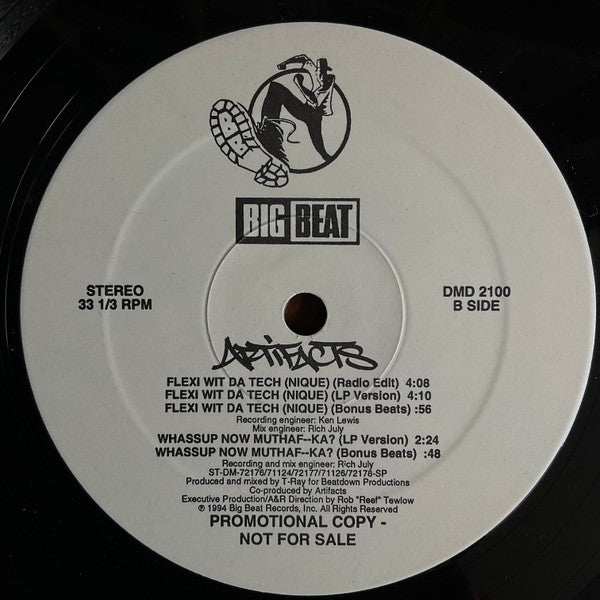 BB
BIG BEAT
STEREO
33 1/3 RPM
DMD 2100
B SIDE
ARTIFACTS
FLEXI WIT DA TECH (NIQUE) (Radio Edit) 4:08
FLEXI WIT DA TECH (NIQUE) (LP Version) 4:10
FLEXI WIT DA TECH (NIQUE) (Bonus Beats) :56
Recording engineer: Ken Lewis
Mix engineer: Rich July
WHASSUP NOW MUTHAF--KA? (LP Version) 2:24
WHASSUP NOW MUTHAF--KA? (Bonus Beats) :48
Recording and mix engineer: Rich July
ST-DM-72176/71124/72177/71126/72178-SP
Produced and mixed by T-Ray for Beatdown Productions
Co-produced by Artifacts
Executive Production/A&R Direction by Rob "Reef" Tewlow
℗ 1994 Big Beat Records, Inc. All Rights Reserved
PROMOTIONAL COPY -
NOT FOR SALE